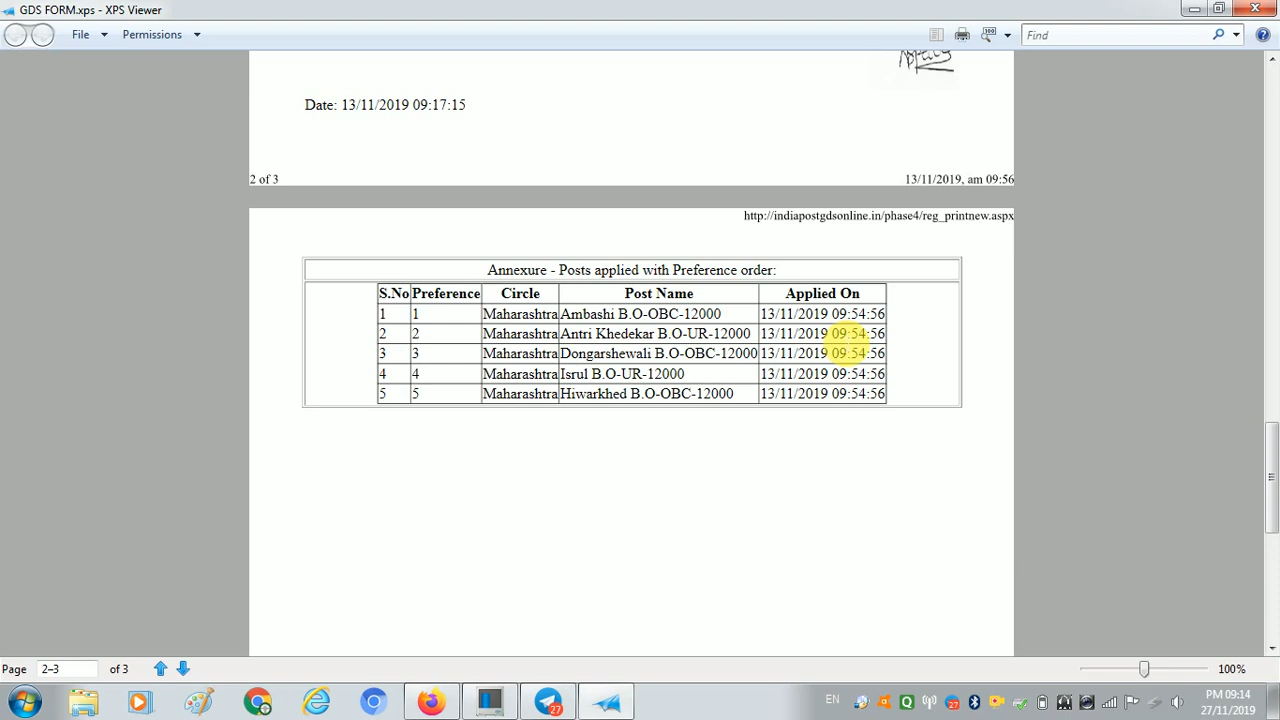 GDS FORM.xps - XPS Viewer
File Permissions Find
Date: 13/11/2019 09:17:15
2 of 3 13/11/2019, am 09:56
http://indiapostgdsonline.in/phase4/reg_printnew.aspx
Annexure - Posts applied with Preference order:
S.No Preference Circle Post Name Applied On
1 1 Maharashtra Ambashi B.O-OBC-12000 13/11/2019 09:54:56
2 2 Maharashtra Antri Khedekar B.O-UR-12000 13/11/2019 09:54:56
3 3 Maharashtra Dongarshewali B.O-OBC-12000 13/11/2019 09:54:56
4 4 Maharashtra Isrul B.O-UR-12000 13/11/2019 09:54:56
5 5 Maharashtra Hiwarkhed B.O-OBC-12000 13/11/2019 09:54:56
Page 2-3 of 3 100%
EN 27 27 PM 09:14
27/11/2019